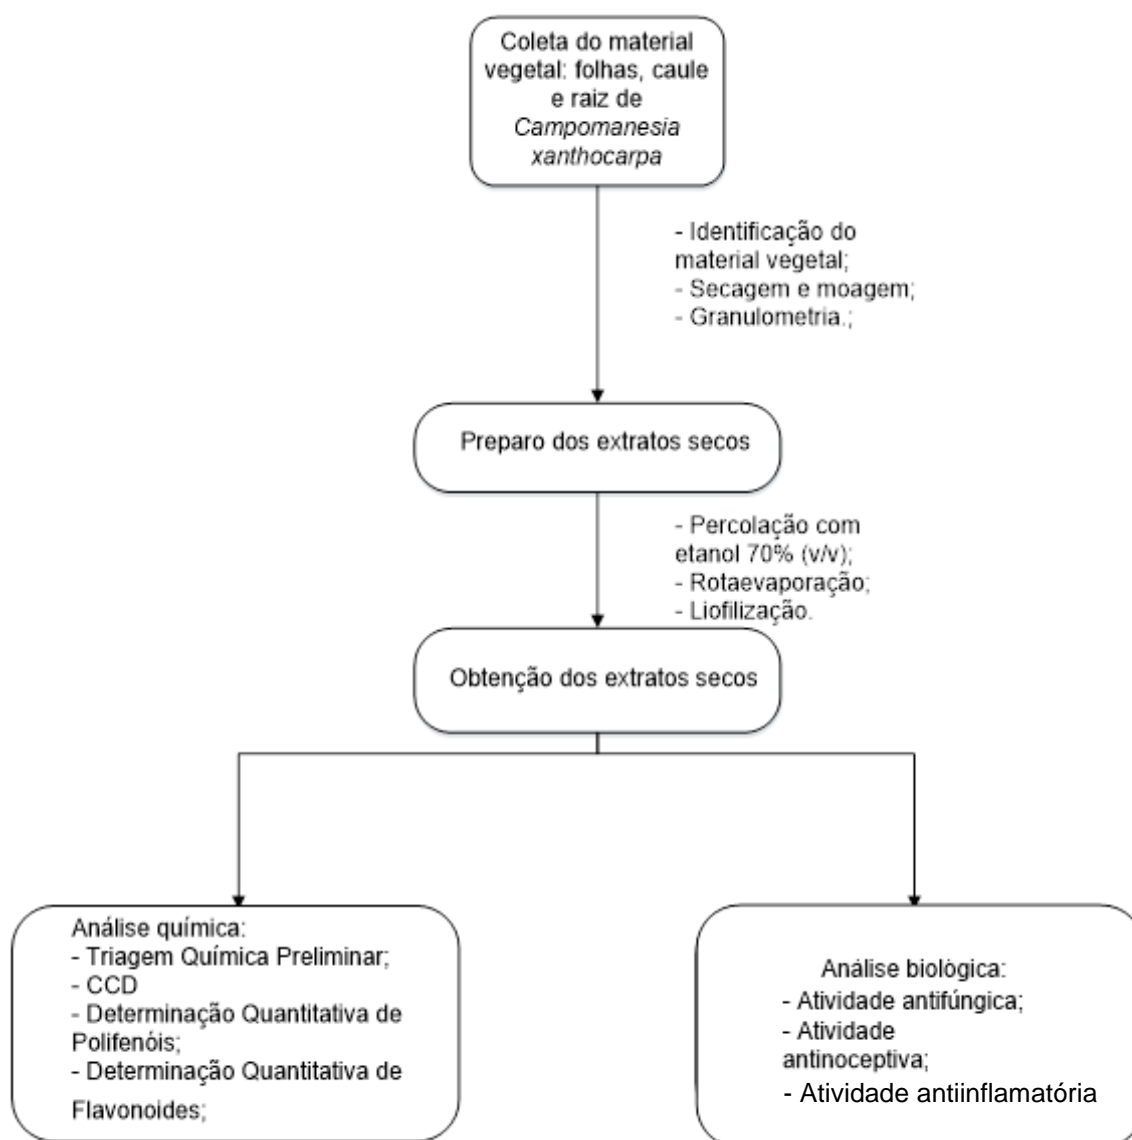 Coleta do material
vegetal: folhas, caule
e raiz de
Campomanesia
xanthocarpa
- Identificação do
material vegetal;
- Secagem e moagem;
- Granulometria.;
Preparo dos extratos secos
- Percolação com
etanol 70% (v/v);
- Rotaevaporação;
- Liofilização.
Obtenção dos extratos secos
Análise química:
- Triagem Química Preliminar;
- CCD
- Determinação Quantitativa de
Polifenóis;
- Determinação Quantitativa de
Flavonoides;
Análise biològica:
- Atividade antifúngica;
- Atividade
antinoceptiva;
- Atividade antiinflamatória